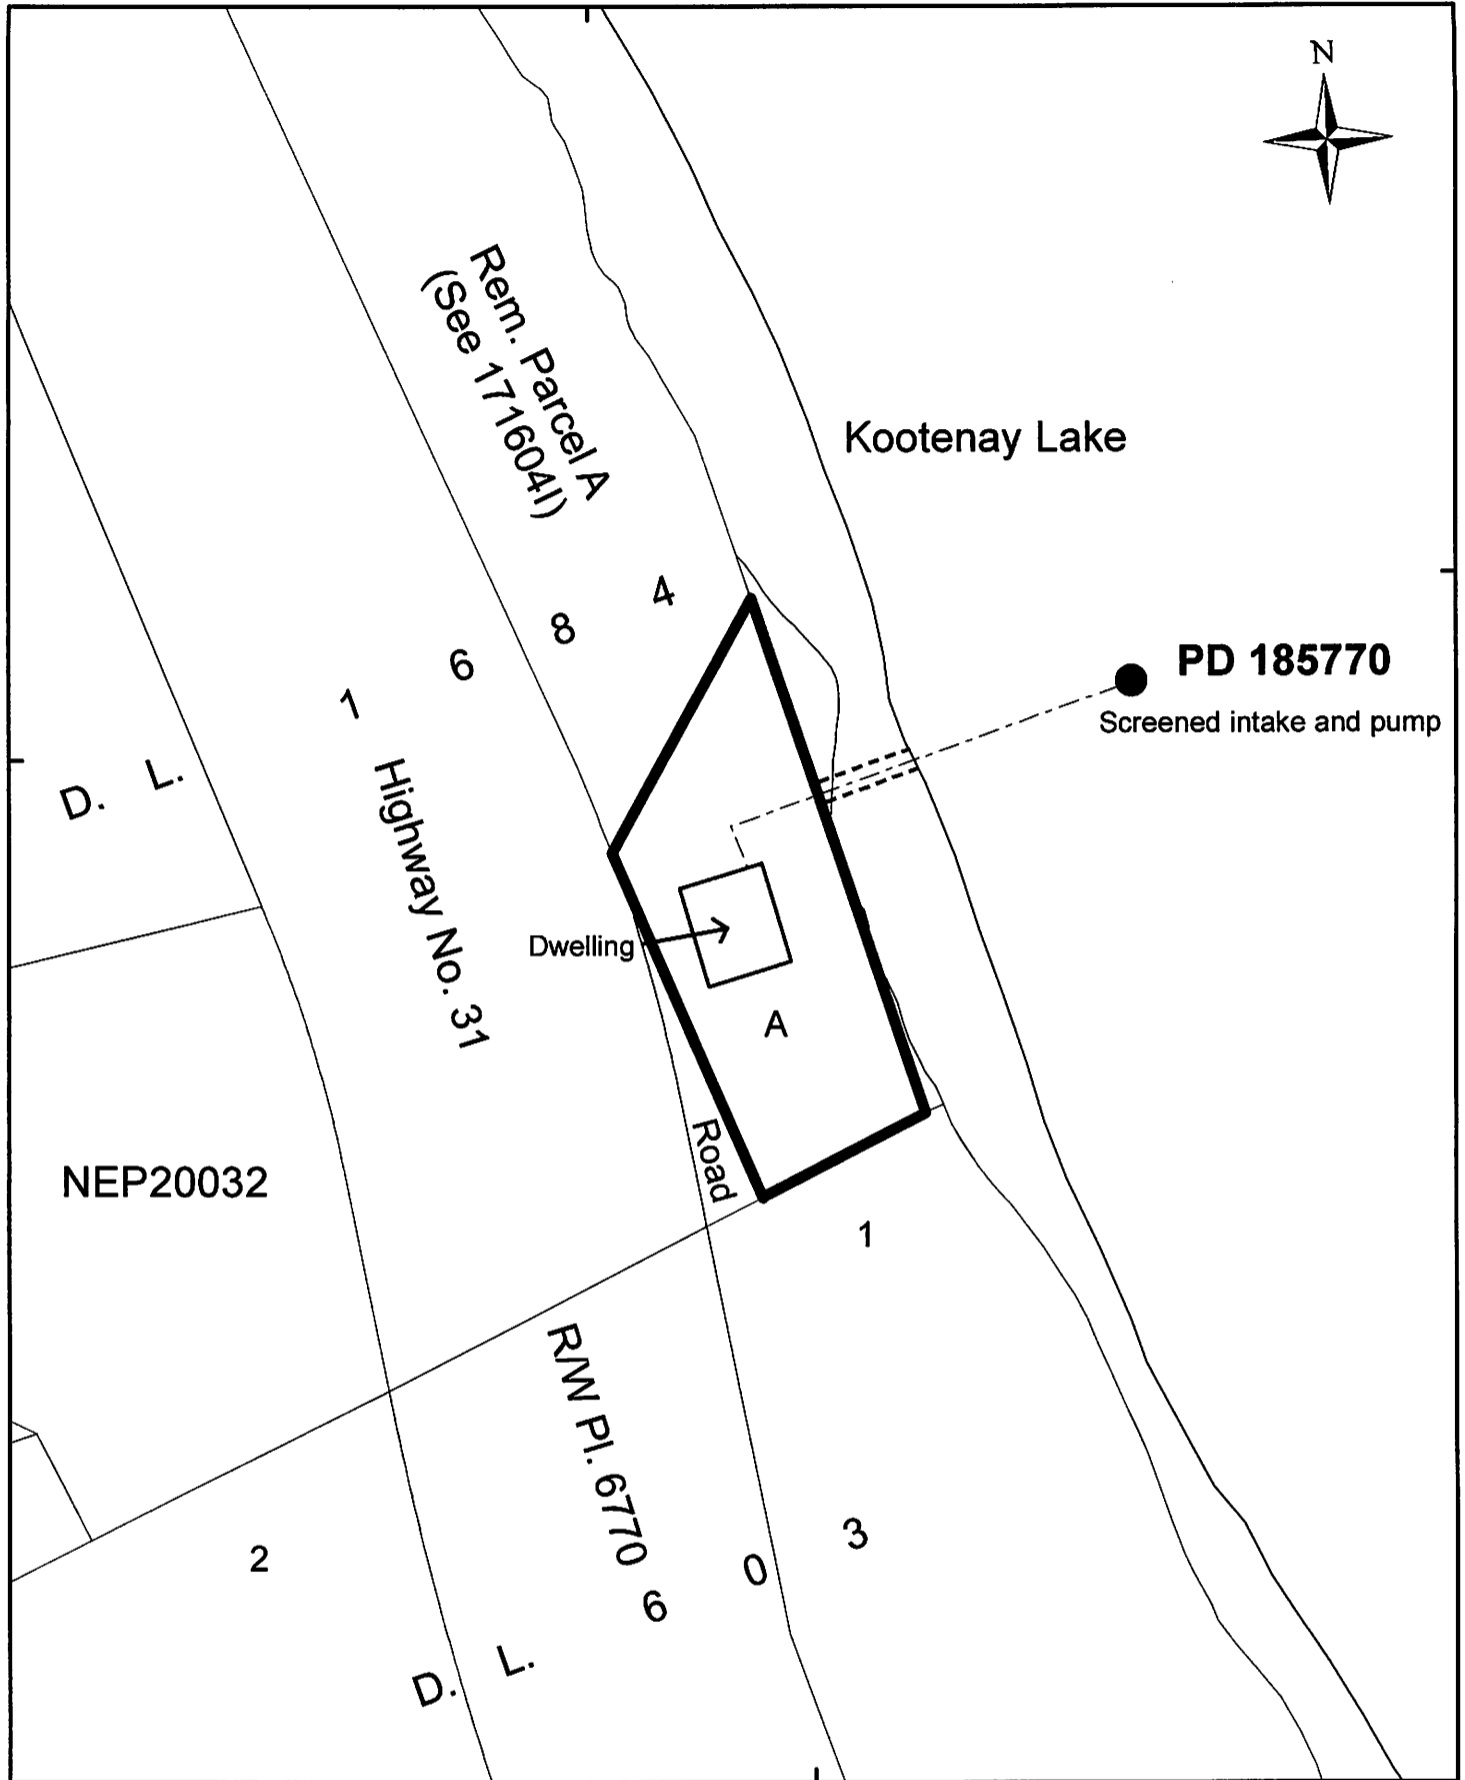 N
Rem. Parcel A
(See 171604I)
Kootenay Lake
D. L. 1 6 8 4
PD 185770
Screened intake and pump
Highway No. 31
Dwelling
A
Road
NEP20032
1
R/W Pl. 6770
2
3
D. L. 6 0